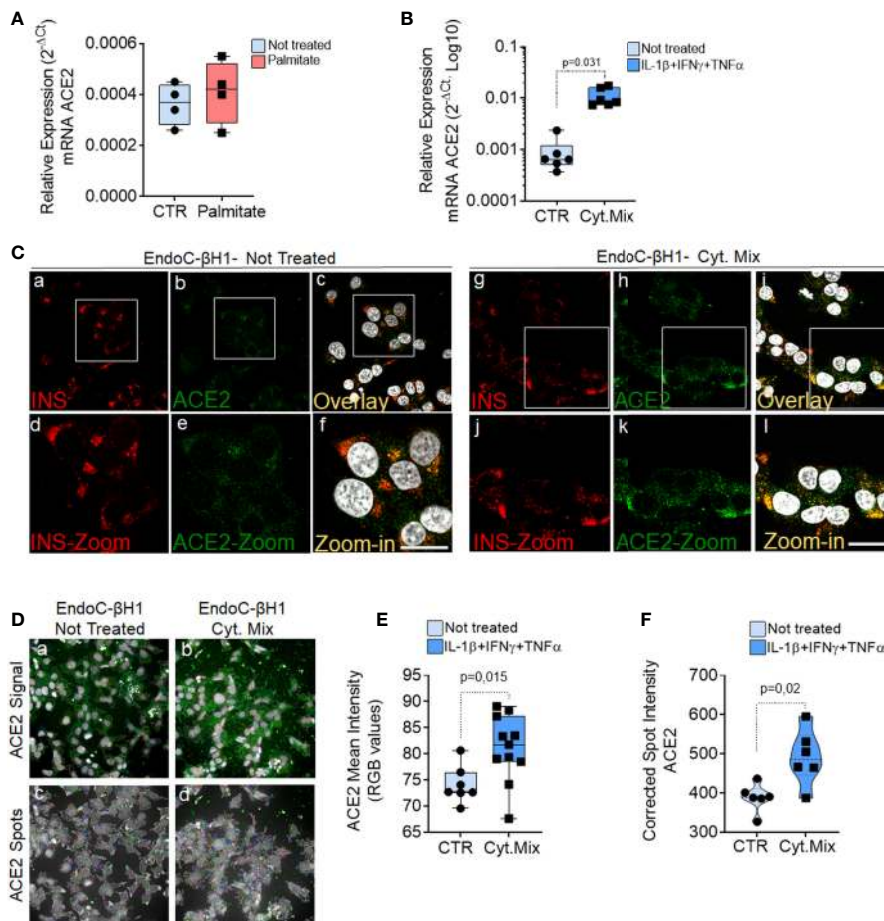 A
Relative Expression (2^-ΔCt)
mRNA ACE2
0.0006
0.0004
0.0002
0.0000
CTR
Palmitate
Not treated
Palmitate
B
Relative Expression
mRNA ACE2 (2^-ΔCt, Log10)
0.1
0.01
0.001
0.0001
p=0.031
CTR
Cyt.Mix
Not treated
IL-1β+IFNγ+TNFα
C
EndoC-βH1- Not Treated
a
INS
b
ACE2
c
Overlay
d
INS-Zoom
e
ACE2-Zoom
f
Zoom-in
EndoC-βH1- Cyt. Mix
g
INS
h
ACE2
i
Overlay
j
INS-Zoom
k
ACE2-Zoom
l
Zoom-in
D
EndoC-βH1
Not Treated
EndoC-βH1
Cyt. Mix
ACE2 Signal
a
b
ACE2 Spots
c
d
E
Not treated
IL-1β+IFNγ+TNFα
ACE2 Mean Intensity
(RGB values)
95
90
85
80
75
70
65
p=0,015
CTR
Cyt.Mix
F
Not treated
IL-1β+IFNγ+TNFα
Corrected Spot Intensity
ACE2
700
600
500
400
300
p=0,02
CTR
Cyt.Mix